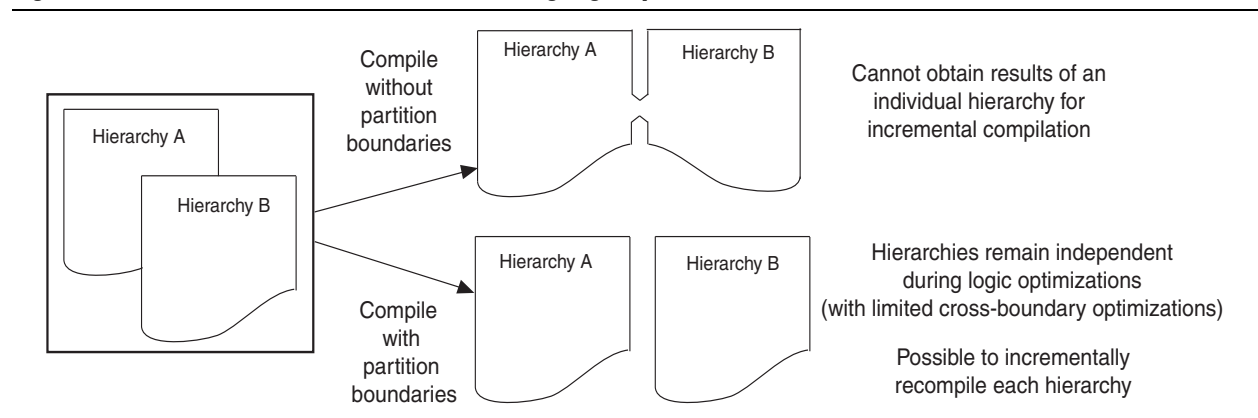 Hierarchy A
Hierarchy B
Compile
without
partition
boundaries
Hierarchy A
Hierarchy B
Cannot obtain results of an
individual hierarchy for
incremental compilation
Compile
with
partition
boundaries
Hierarchy A
Hierarchy B
Hierarchies remain independent
during logic optimizations
(with limited cross-boundary optimizations)
Possible to incrementally
recompile each hierarchy